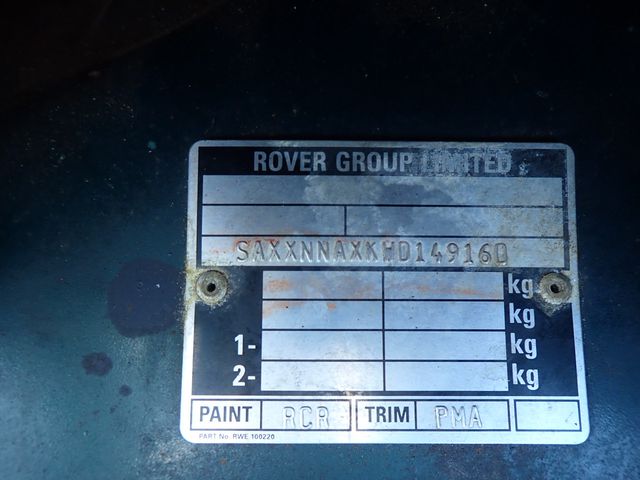 ROVER GROUP LIMITED
SAXXNNAXKWD149160
kg
kg
1- kg
2- kg
PAINT RCR TRIM PMA
PART No. RWE 100220